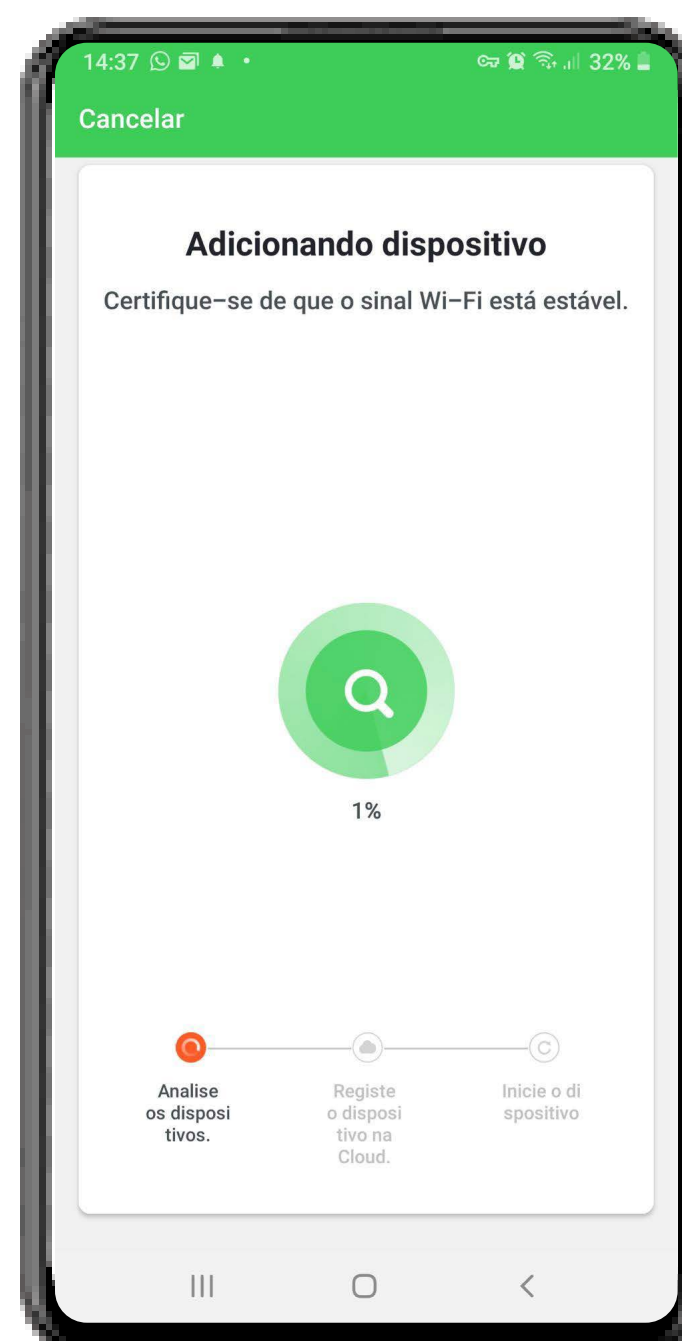 14:37
32%
Cancelar
Adicionando dispositivo
Certifique-se de que o sinal Wi-Fi está estável.
1%
Analise
os disposi
tivos.
Registe
o disposi
tivo na
Cloud.
Inicie o di
spositivo